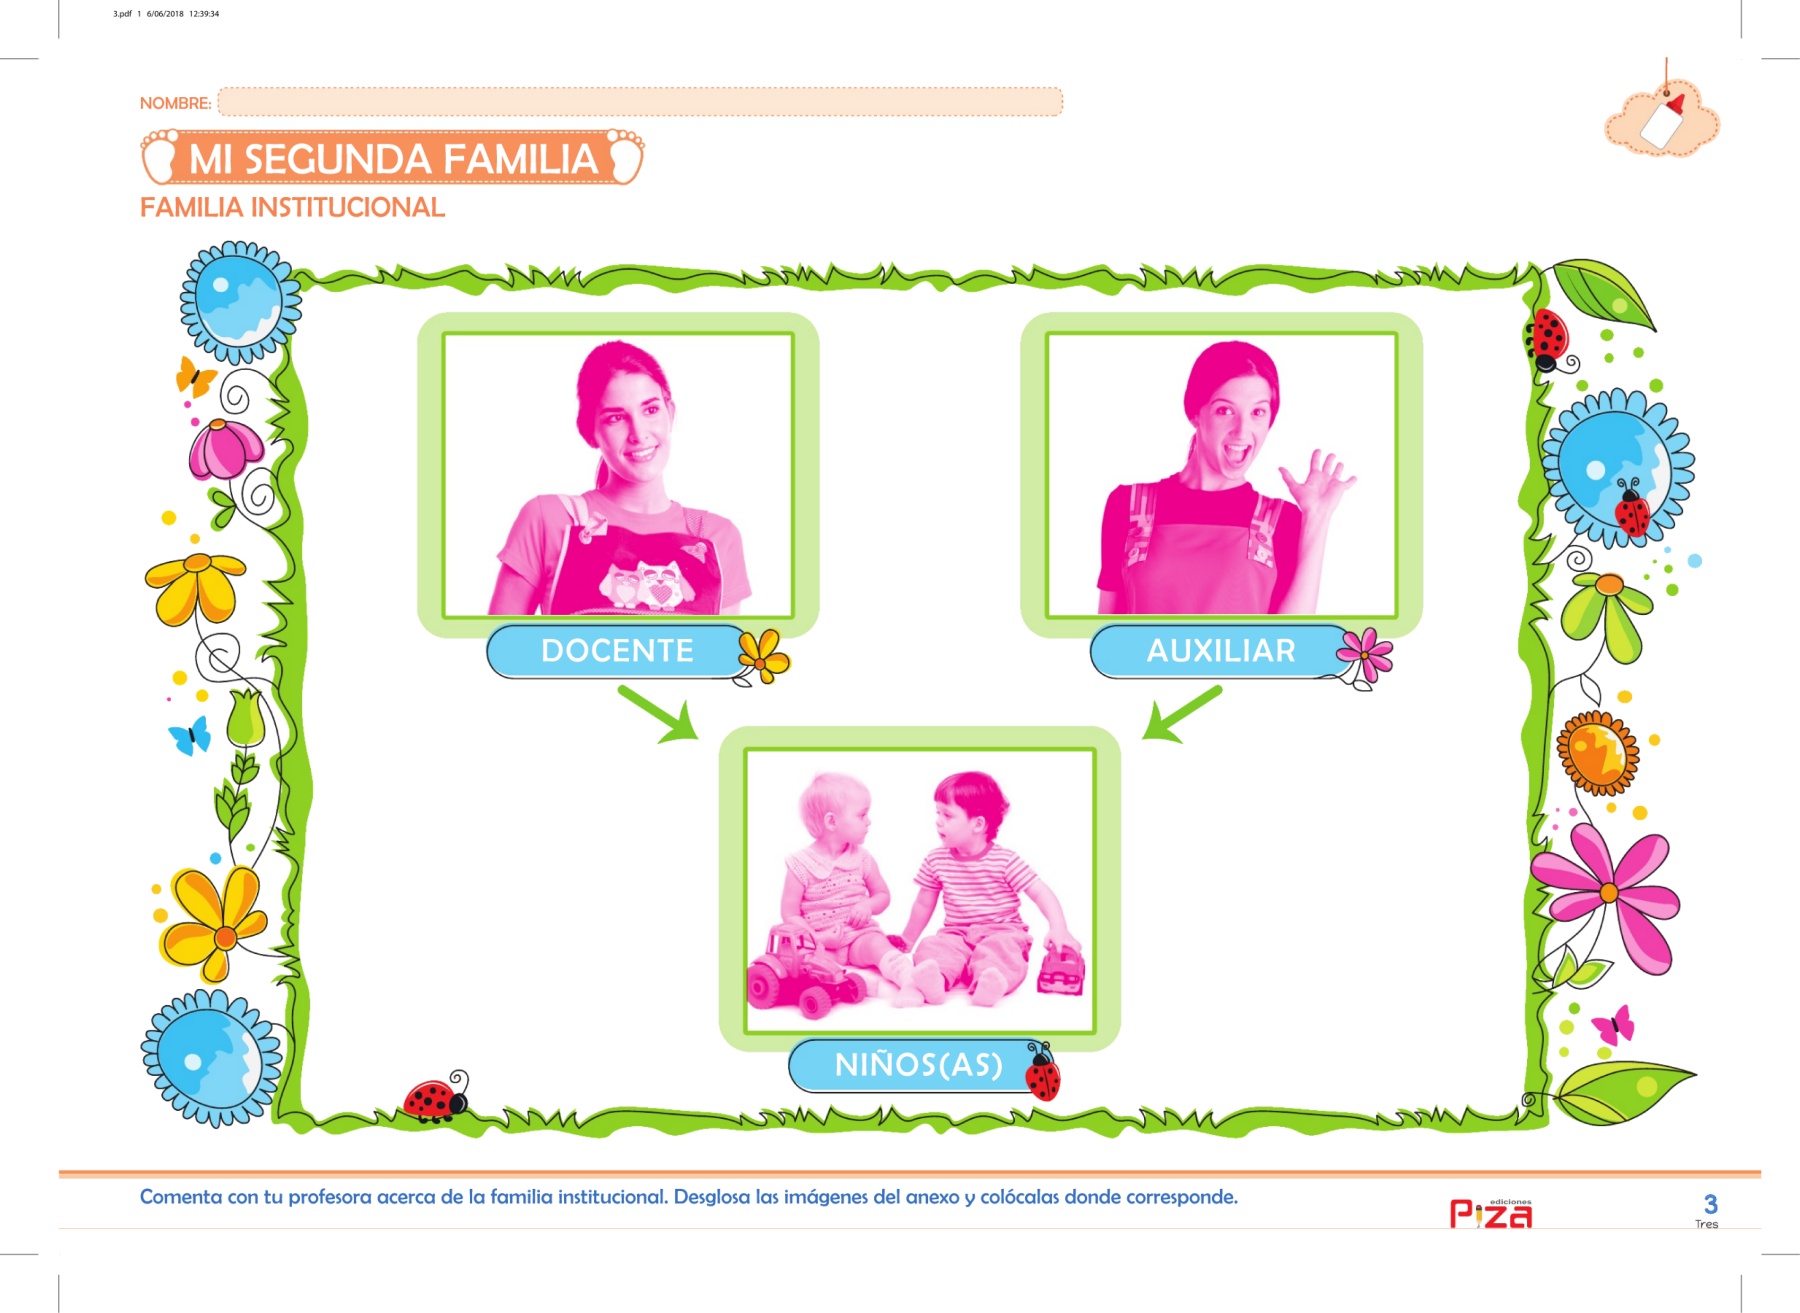 3.pdf 1 6/06/2018 12:39:34
NOMBRE:
MI SEGUNDA FAMILIA
FAMILIA INSTITUCIONAL
DOCENTE
AUXILIAR
NIÑOS(AS)
Comenta con tu profesora acerca de la familia institucional. Desglosa las imágenes del anexo y colócalas donde corresponde.
ediciones
Piza
3
Tres